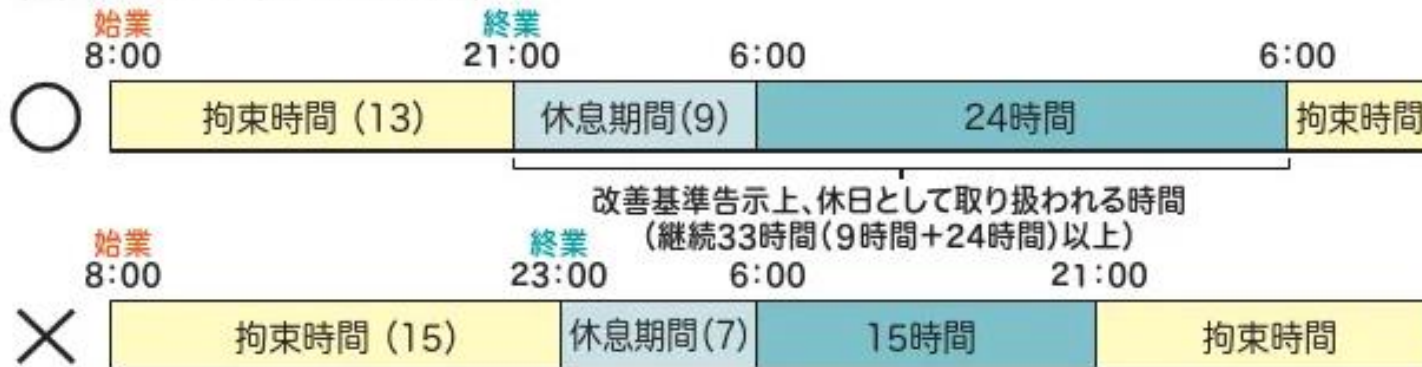 始業 終業
8:00 21:00 6:00 6:00
○ 拘束時間（13） 休息期間(9) 24時間 拘束時間
改善基準告示上、休日として取り扱われる時間
（継続33時間(9時間+24時間)以上）
始業 終業
8:00 23:00 6:00 21:00
× 拘束時間（15） 休息期間(7) 15時間 拘束時間